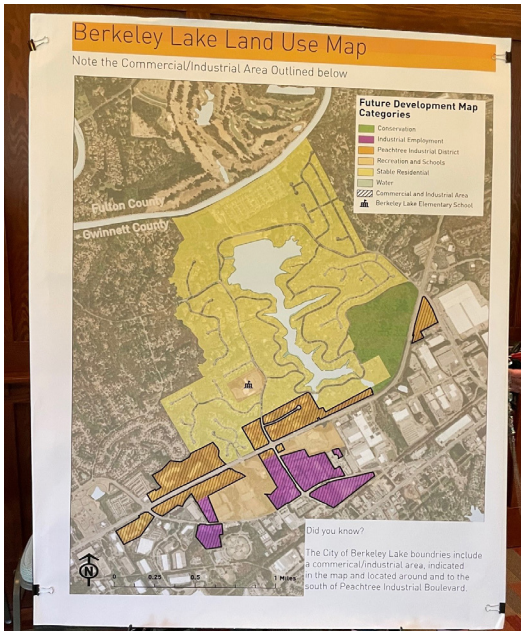 Berkeley Lake Land Use Map
Note the Commercial/Industrial Area Outlined below
Future Development Map
Categories
Conservation
Industrial Employment
Peachtree Industrial District
Recreation and Schools
Stable Residential
Water
Commercial and Industrial Area
Berkeley Lake Elementary School
Fulton County
Gwinnett County
N
0 0.25 0.5 1 Miles
Did you know?
The City of Berkeley Lake boundries include
a commerical/industrial area, indicated
in the map and located around and to the
south of Peachtree Industrial Boulevard.